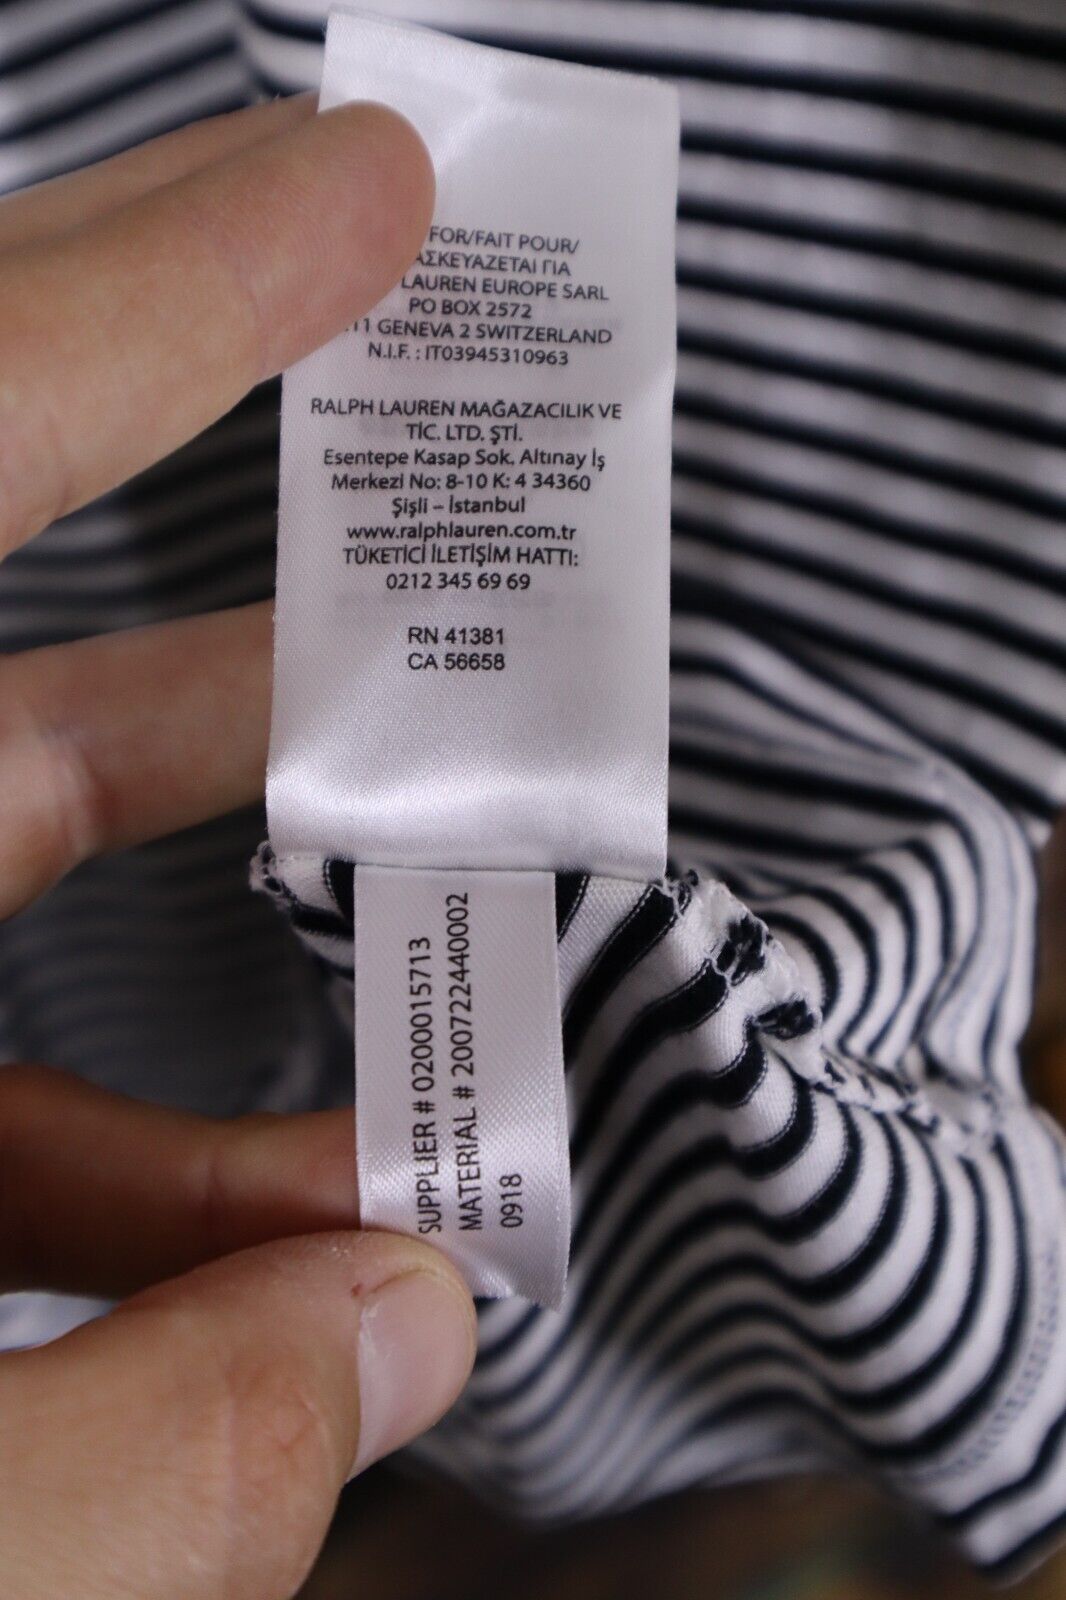 FOR/FAIT POUR/
ΑΣΚΕΥΑΖΕΤΑΙ ΓΙΑ
LAUREN EUROPE SARL
PO BOX 2572
11 GENEVA 2 SWITZERLAND
N.I.F. : IT03945310963
RALPH LAUREN MAĞAZACILIK VE
TİC. LTD. ŞTİ.
Esentepe Kasap Sok. Altınay İş
Merkezi No: 8-10 K: 4 34360
Şişli – İstanbul
www.ralphlauren.com.tr
TÜKETİCİ İLETİŞİM HATTI:
0212 345 69 69
RN 41381
CA 56658
SUPPLIER # 0200015713
MATERIAL # 200722440002
0918